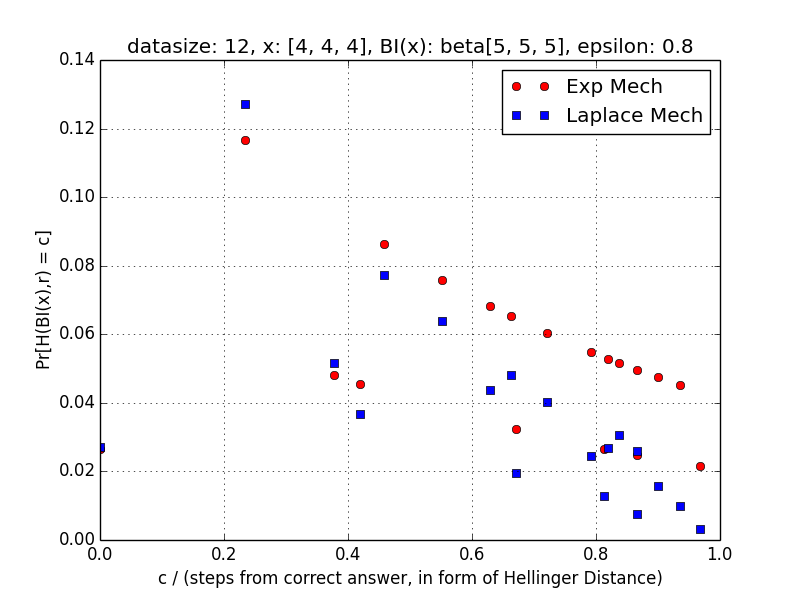 datasize: 12, x: [4, 4, 4], BI(x): beta[5, 5, 5], epsilon: 0.8
Exp Mech
Laplace Mech
0.14
0.12
0.10
0.08
0.06
0.04
0.02
0.00
Pr[H(BI(x),r) = c]
0.0 0.2 0.4 0.6 0.8 1.0
c / (steps from correct answer, in form of Hellinger Distance)